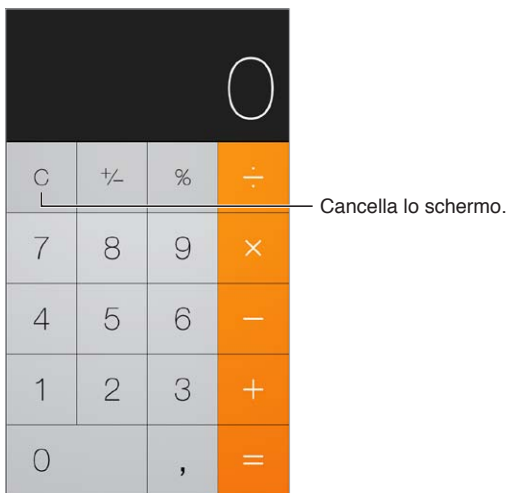 0
C +/− % ÷
Cancella lo schermo.
7 8 9 ×
4 5 6 −
1 2 3 +
0 , =